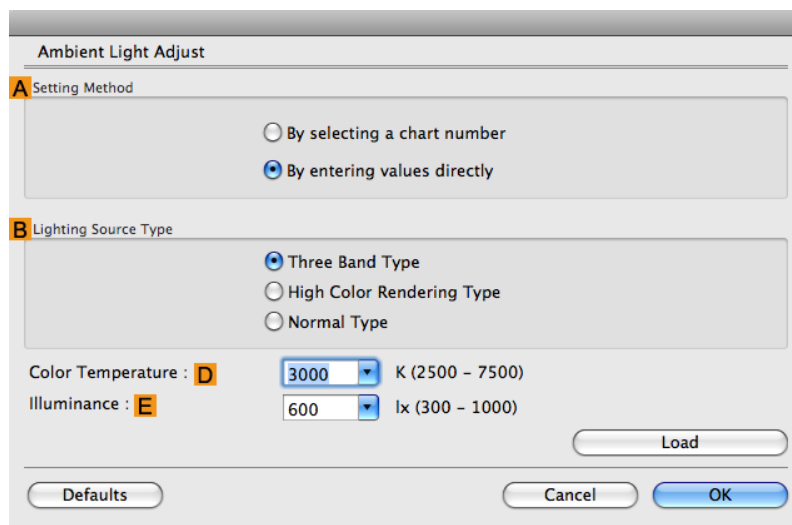 Ambient Light Adjust
A Setting Method
By selecting a chart number
By entering values directly
B Lighting Source Type
Three Band Type
High Color Rendering Type
Normal Type
Color Temperature : D 3000 K (2500 – 7500)
Illuminance : E 600 lx (300 – 1000)
Load
Defaults Cancel OK